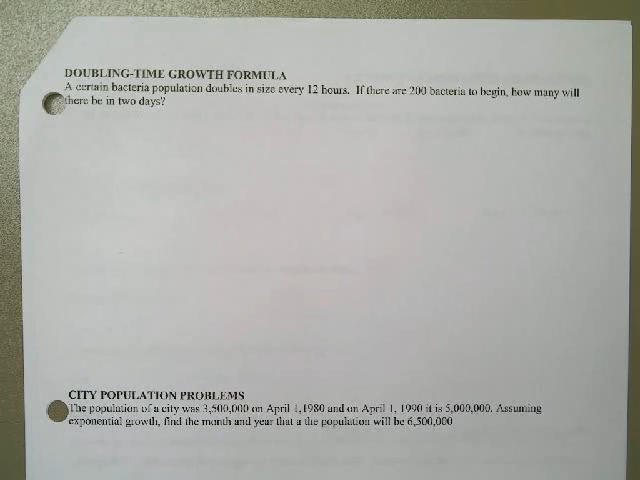 DOUBLING-TIME GROWTH FORMULA
A certain bacteria population doubles in size every 12 hours. If there are 200 bacteria to begin, how many will
there be in two days?
CITY POPULATION PROBLEMS
The population of a city was 3,500,000 on April 1,1980 and on April 1, 1990 it is 5,000,000. Assuming
exponential growth, find the month and year that a the population will be 6,500,000